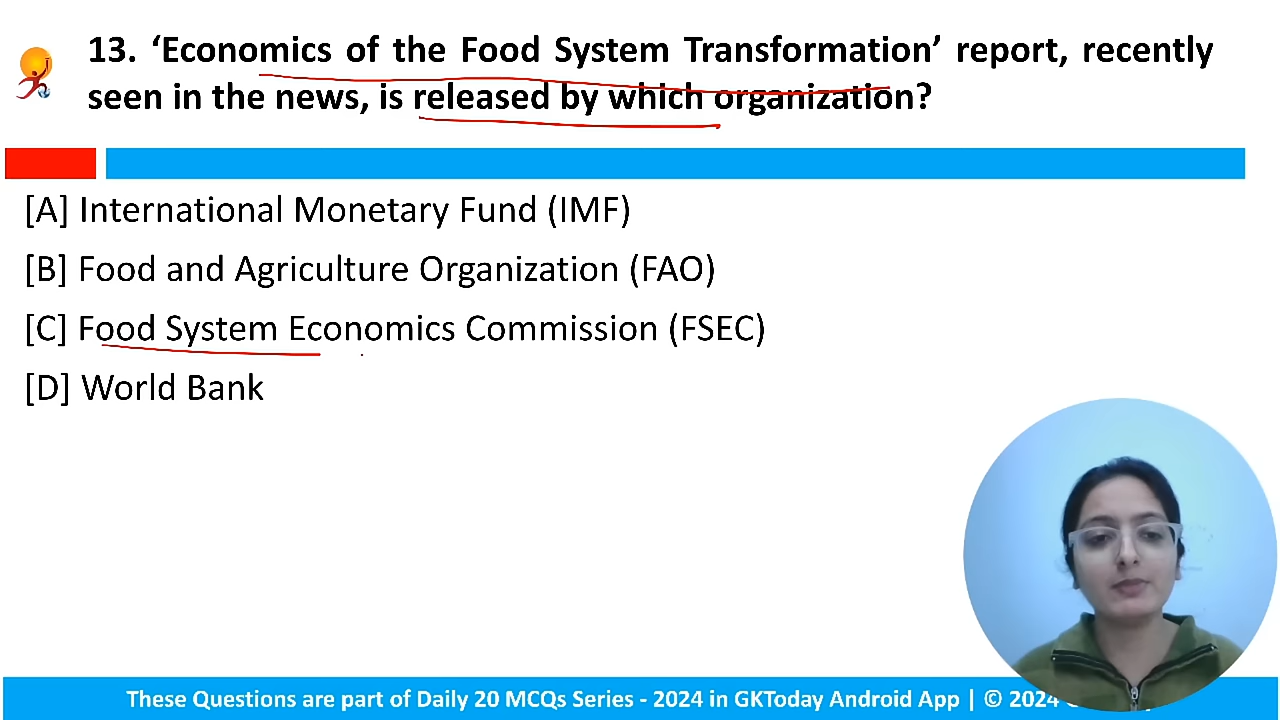 13. ‘Economics of the Food System Transformation’ report, recently
seen in the news, is released by which organization?
[A] International Monetary Fund (IMF)
[B] Food and Agriculture Organization (FAO)
[C] Food System Economics Commission (FSEC)
[D] World Bank
These Questions are part of Daily 20 MCQs Series - 2024 in GKToday Android App | © 2024